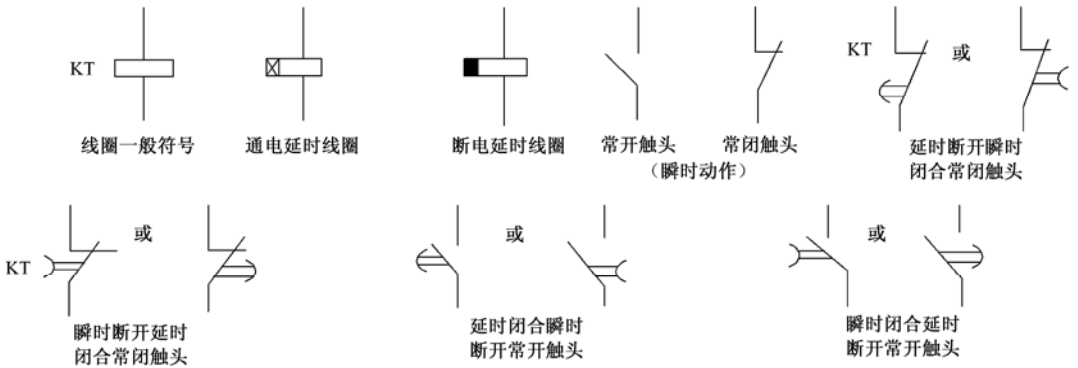 KT
线圈一般符号
通电延时线圈
断电延时线圈
常开触头
常闭触头
（瞬时动作）
KT
或
延时断开瞬时
闭合常闭触头
KT
或
瞬时断开延时
闭合常闭触头
或
延时闭合瞬时
断开常开触头
或
瞬时闭合延时
断开常开触头